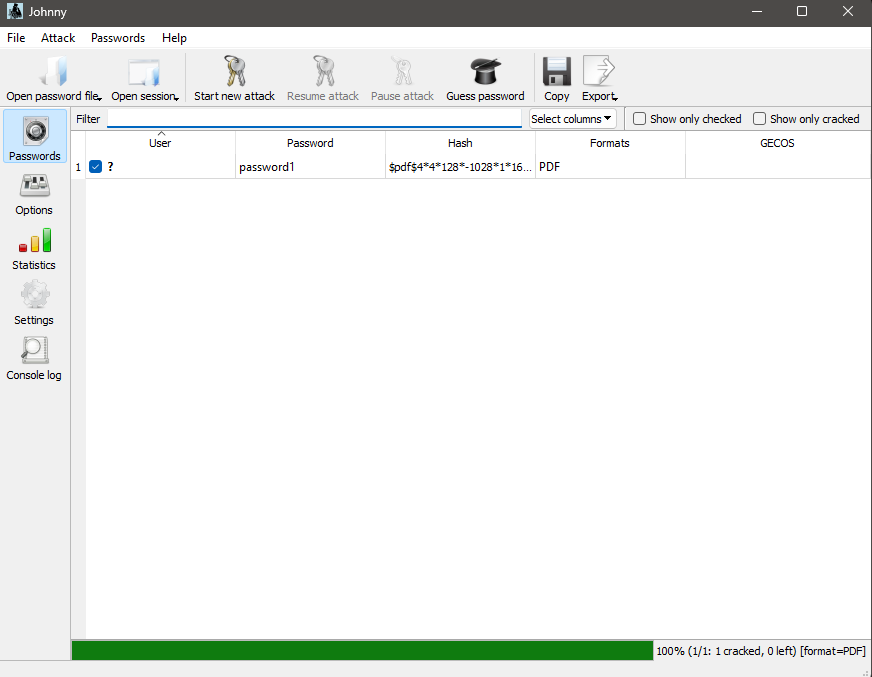 Johnny
File Attack Passwords Help
Open password file Open session Start new attack Resume attack Pause attack Guess password Copy Export
Passwords
Options
Statistics
Settings
Console log
Filter Select columns Show only checked Show only cracked
User Password Hash Formats GECOS
1 ? password1 $pdf$4*4*128*-1028*1*16... PDF
100% (1/1: 1 cracked, 0 left) [format=PDF]